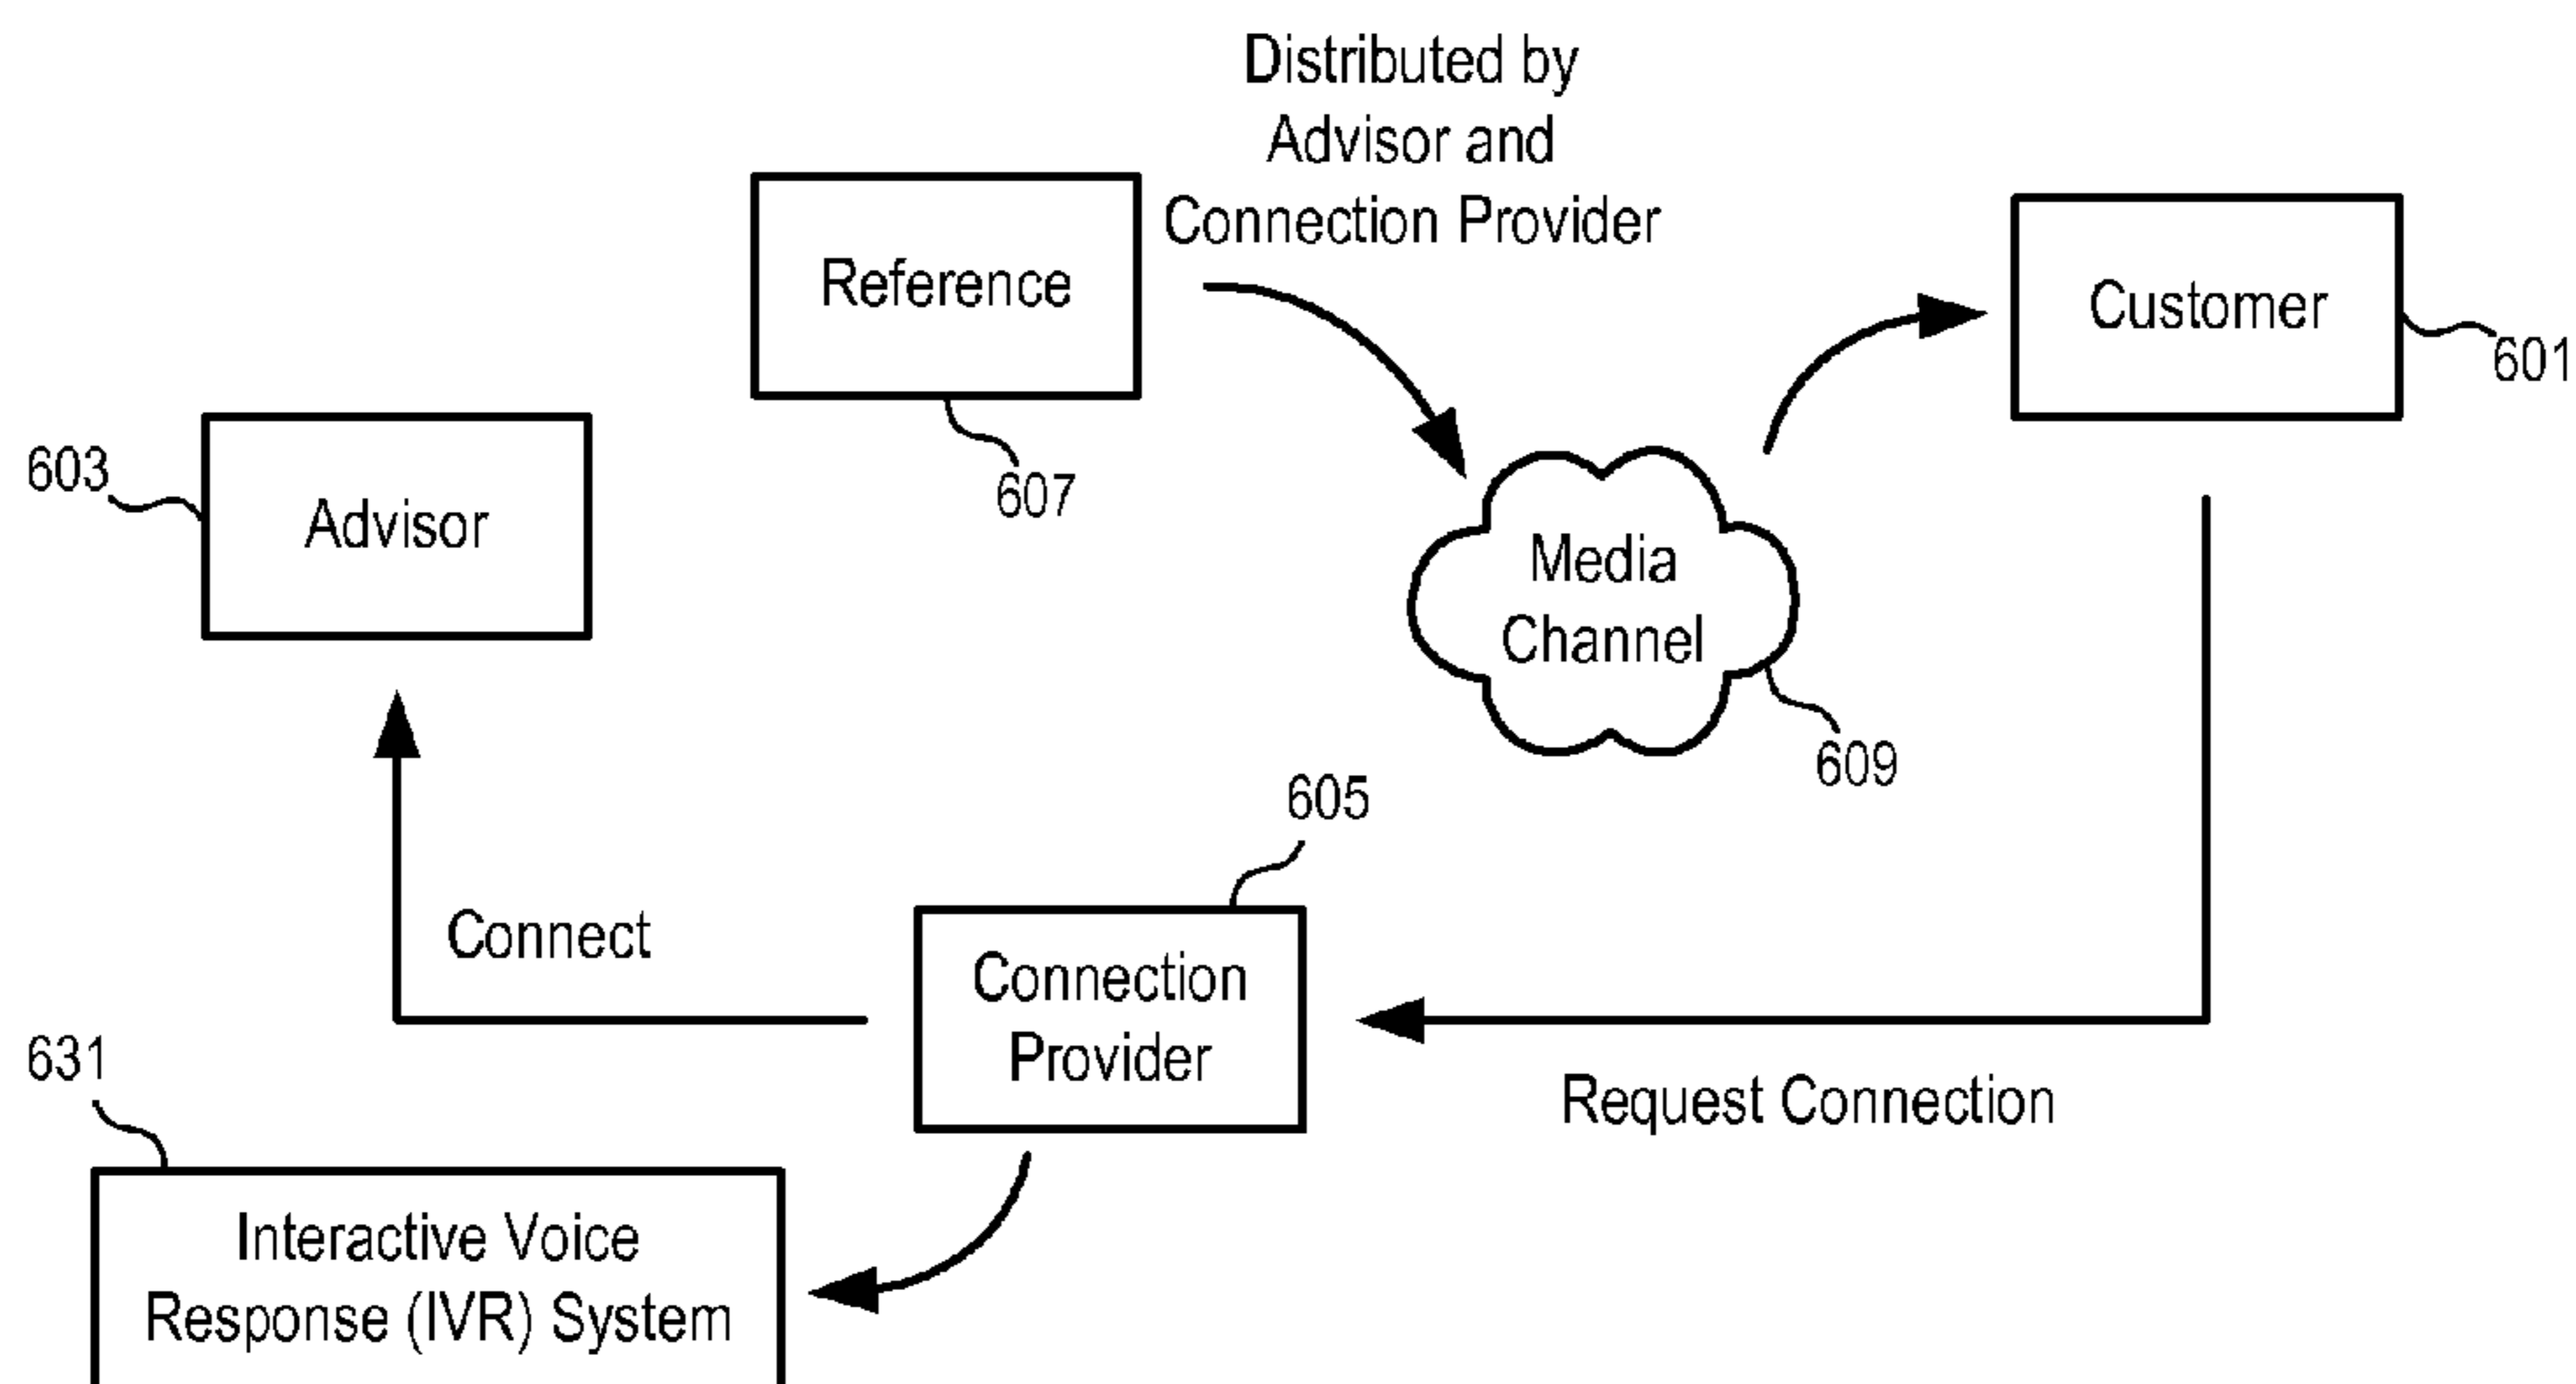 Distributed by
Advisor and
Connection Provider
Reference
607
Customer
601
603
Advisor
Media
Channel
609
605
Connect
Connection
Provider
Request Connection
631
Interactive Voice
Response (IVR) System